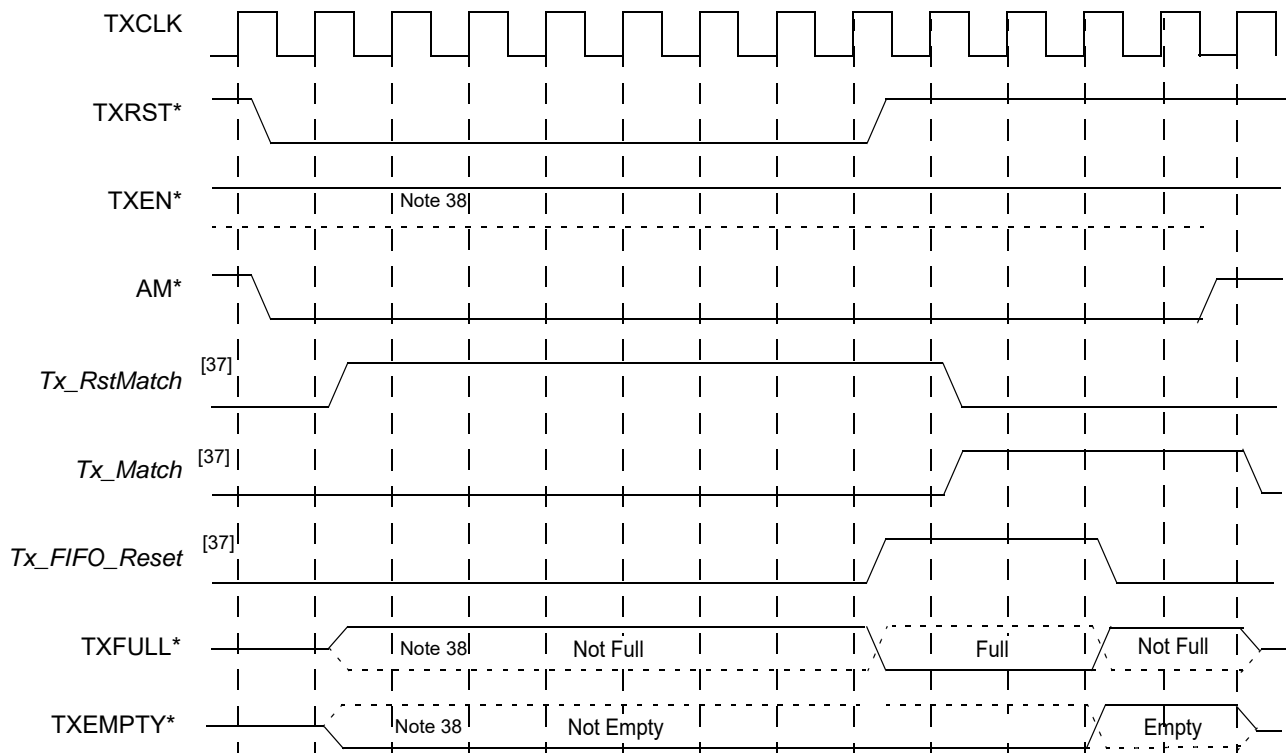 TXCLK
TXRST*
TXEN*
Note 38
AM*
Tx_RstMatch [37]
Tx_Match [37]
Tx_FIFO_Reset [37]
TXFULL* Note 38 Not Full Full Not Full
TXEMPTY* Note 38 Not Empty Empty